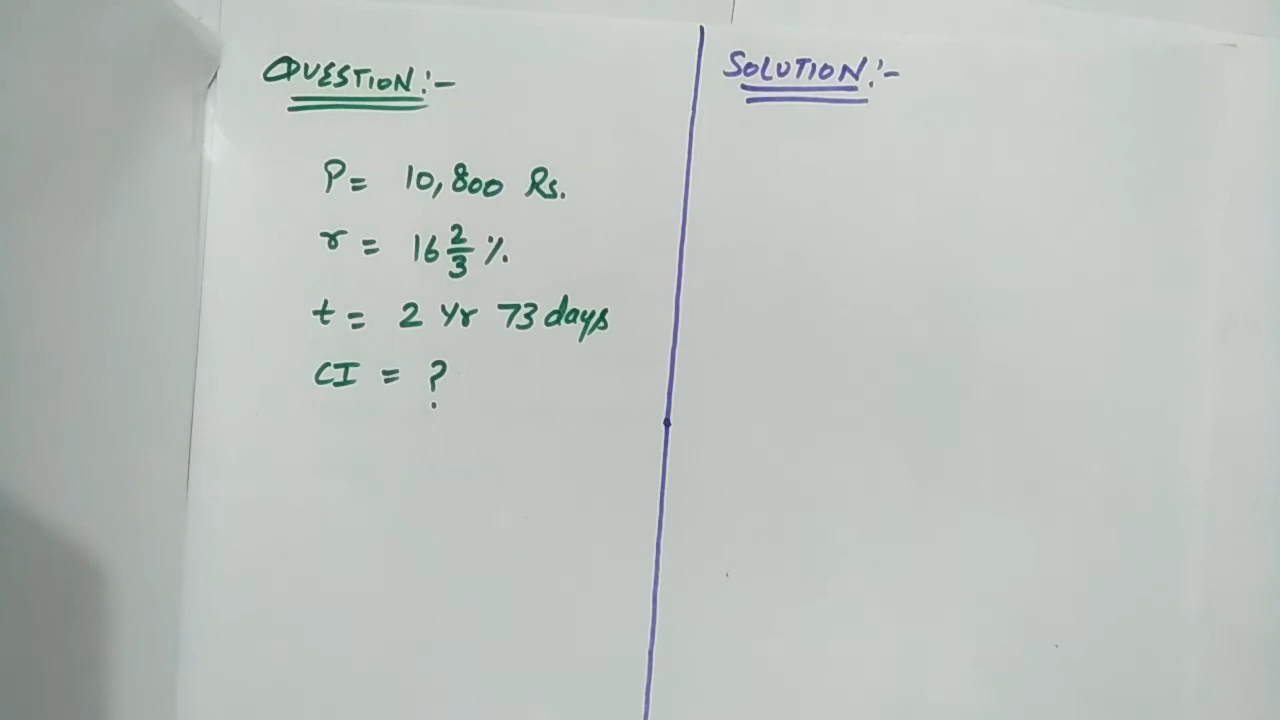 QUESTION:-
P = 10,800 Rs.
r = 16 2/3 %
t = 2 Yr 73 days
CI = ?
SOLUTION:-